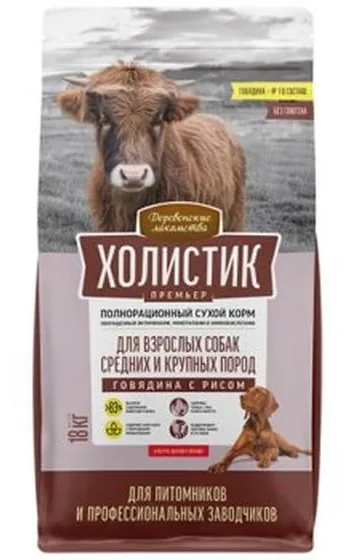 ГОВЯДИНА - № 1 В СОСТАВЕ
БЕЗ ГЛЮТЕНА
Деревенские
лакомства
ХОЛИСТИК
ПРЕМЬЕР
ПОЛНОРАЦИОННЫЙ СУХОЙ КОРМ
ДЛЯ ВЗРОСЛЫХ СОБАК
СРЕДНИХ И КРУПНЫХ ПОРОД
ГОВЯДИНА С РИСОМ
>83%
18 КГ
ДЛЯ ПИТОМНИКОВ
И ПРОФЕССИОНАЛЬНЫХ ЗАВОДЧИКОВ